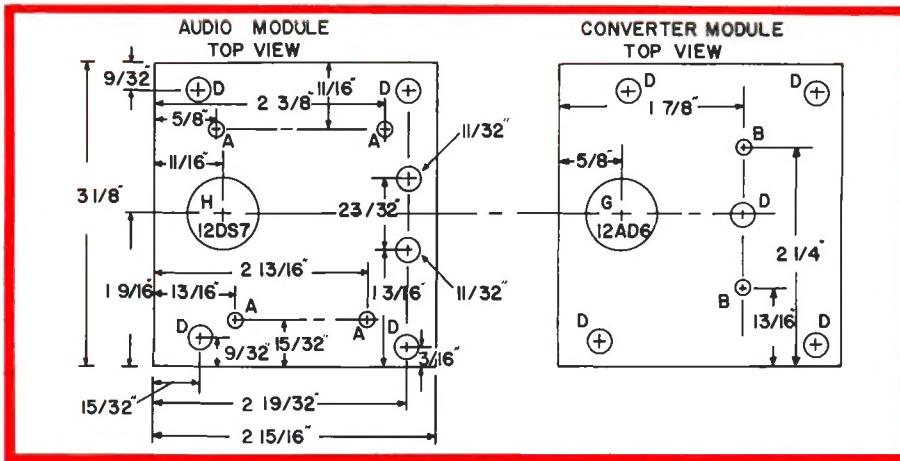 AUDIO MODULE
TOP VIEW
CONVERTER MODULE
TOP VIEW
9/32"
D
D
11/16"
2 3/8"
5/8"
A
A
11/32"
11/16"
3 1/8"
H
12DS7
23/32"
2 13/16"
1 3/16"
11/32"
1 9/16"
13/16"
A
A
D
D
9/32"
15/32"
3/16"
15/32"
2 19/32"
2 15/16"
D
D
1 7/8"
B
5/8"
G
12AD6
D
2 1/4"
B
13/16"
D
D